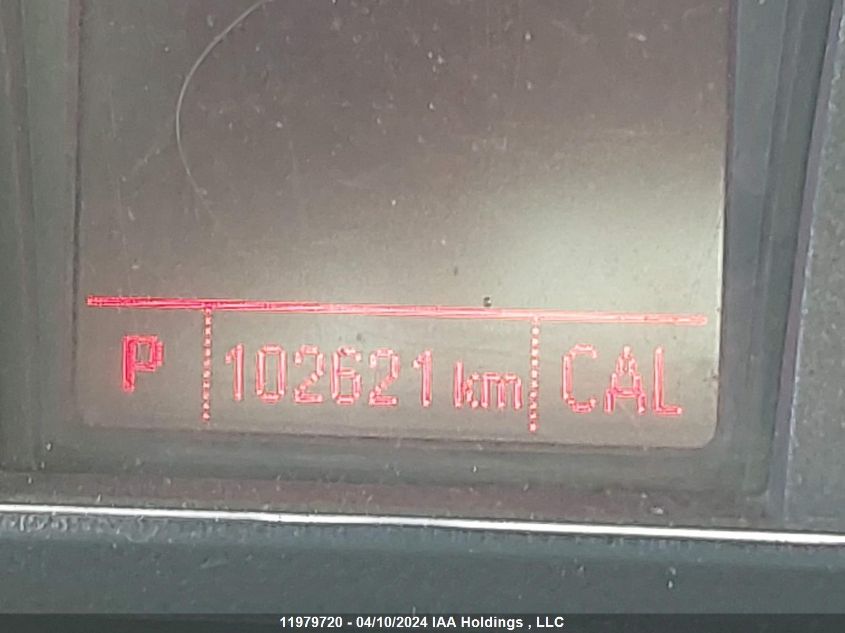 P 102621 km CAL
11979720 - 04/10/2024 IAA Holdings , LLC